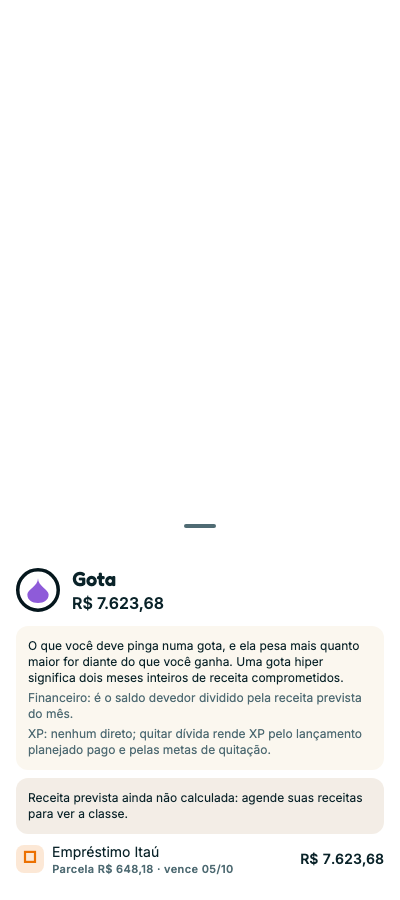 Gota
R$ 7.623,68
O que você deve pinga numa gota, e ela pesa mais quanto
maior for diante do que você ganha. Uma gota hiper
significa dois meses inteiros de receita comprometidos.
Financeiro: é o saldo devedor dividido pela receita prevista
do mês.
XP: nenhum direto; quitar dívida rende XP pelo lançamento
planejado pago e pelas metas de quitação.
Receita prevista ainda não calculada: agende suas receitas
para ver a classe.
Empréstimo Itaú
R$ 7.623,68
Parcela R$ 648,18 · vence 05/10